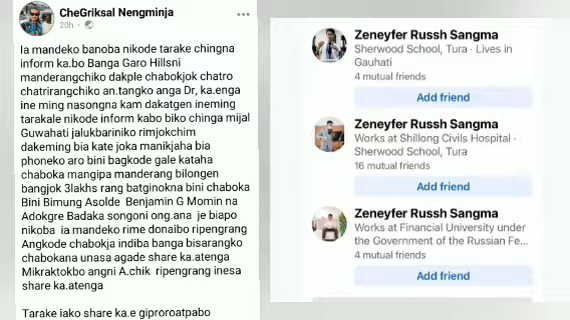 CheGriksal Nengminja
20h ·
Ia mandeko banoba nikode tarake chingna
inform ka.bo Banga Garo Hillsni
manderangchiko dakple chabokjok chatro
chatrirangchiko an.tangko anga Dr, ka.enga
ine ming nasongna kam dakatgen ineming
tarakale nikode inform kabo biko chinga mijal
Guwahati jalukbariniko rimjokchim
dakeming bia kate joka manikjaha bia
phoneko aro bini bagkode gale kataha
chaboka mangipa manderang bilongen
bangjok 3lakhs rang batginokna bini chaboka
Bini Bimung Asolde Benjamin G Momin na
Adokgre Badaka songoni ong.ana je biapo
nikoba ia mandeko rime donaibo ripengrang
Angkode chabokja indiba banga bisarangko
chabokana unasa agade share ka.atenga
Mikraktokbo angni A.chik ripengrang inesa
share ka.atenga
Tarake iako share ka.e giproroatpabo
Zeneyfer Russh Sangma
Sherwood School, Tura · Lives in
Gauhati
4 mutual friends
Add friend
Zeneyfer Russh Sangma
Works at Shillong Civils Hospital ·
Sherwood School, Tura
16 mutual friends
Add friend
Zeneyfer Russh Sangma
Works at Financial University under
the Government of the Russian Fe...
4 mutual friends
Add friend